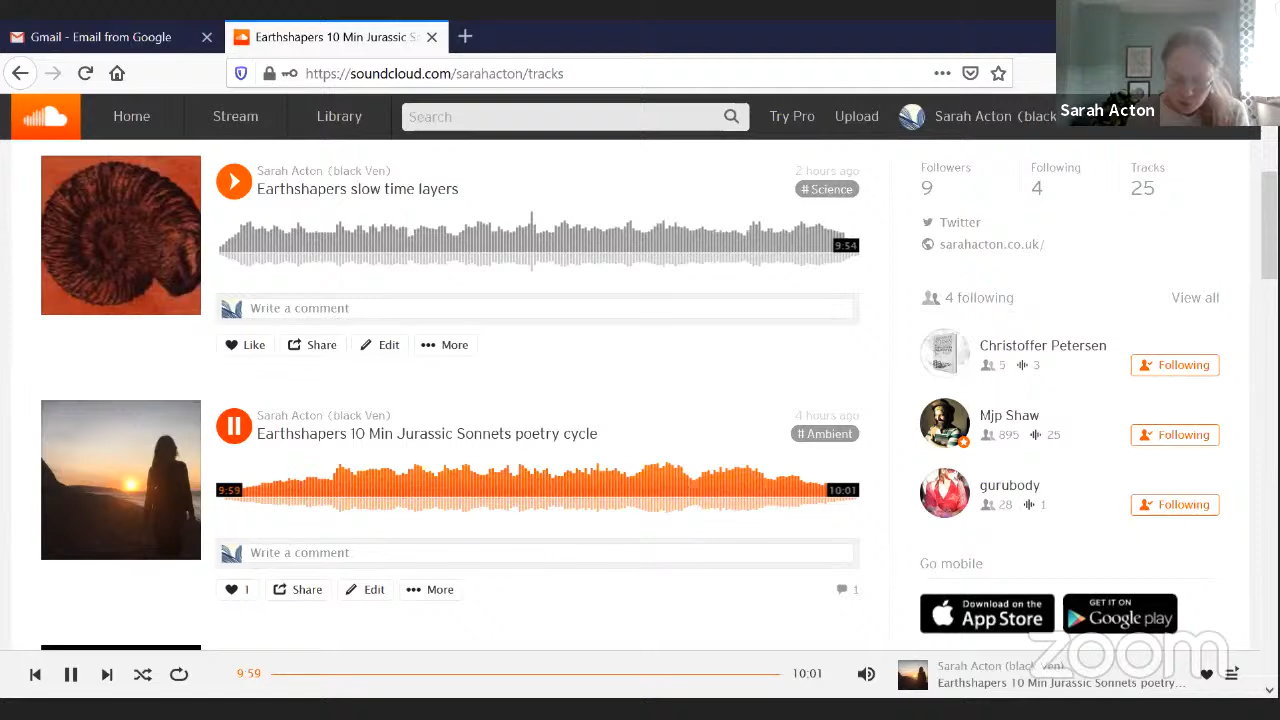 Gmail - Email from Google
Earthshapers 10 Min Jurassic S
https://soundcloud.com/sarahacton/tracks
Sarah Acton
Home
Stream
Library
Search
Try Pro
Upload
Sarah Acton (black
Sarah Acton (black Ven)
2 hours ago
Earthshapers slow time layers
# Science
9:54
Write a comment
Like
Share
Edit
More
Sarah Acton (black Ven)
4 hours ago
Earthshapers 10 Min Jurassic Sonnets poetry cycle
# Ambient
9:59
10:01
Write a comment
1
Share
Edit
More
1
Followers
Following
Tracks
9
4
25
Twitter
sarahacton.co.uk/
4 following
View all
Christoffer Petersen
5
3
Following
Mjp Shaw
895
25
Following
gurubody
28
1
Following
Go mobile
Download on the
App Store
GET IT ON
Google play
zoom
9:59
10:01
Sarah Acton (black Ven)
Earthshapers 10 Min Jurassic Sonnets poetry...